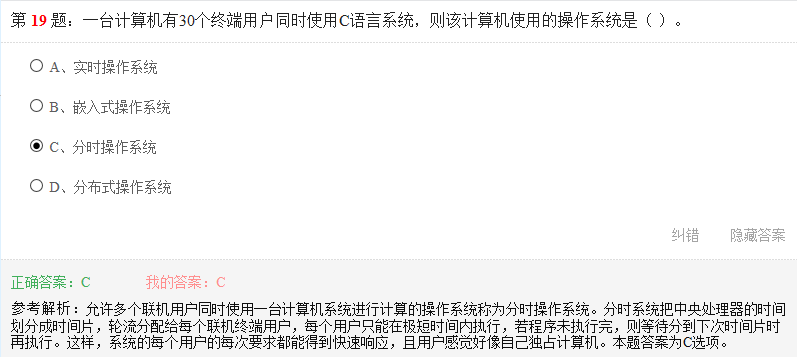 第 19 题：一台计算机有30个终端用户同时使用C语言系统，则该计算机使用的操作系统是（ ）。
A、实时操作系统
B、嵌入式操作系统
C、分时操作系统
D、分布式操作系统
纠错 隐藏答案
正确答案：C 我的答案：C
参考解析：允许多个联机用户同时使用一台计算机系统进行计算的操作系统称为分时操作系统。分时系统把中央处理器的时间
划分成时间片，轮流分配给每个联机终端用户，每个用户只能在极短时间内执行，若程序未执行完，则等待分到下次时间片时
再执行。这样，系统的每个用户的每次要求都能得到快速响应，且用户感觉好像自己独占计算机。本题答案为C选项。